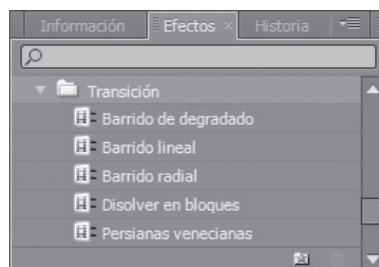 Información Efectos × Historia
Transición
Barrido de degradado
Barrido lineal
Barrido radial
Disolver en bloques
Persianas venecianas